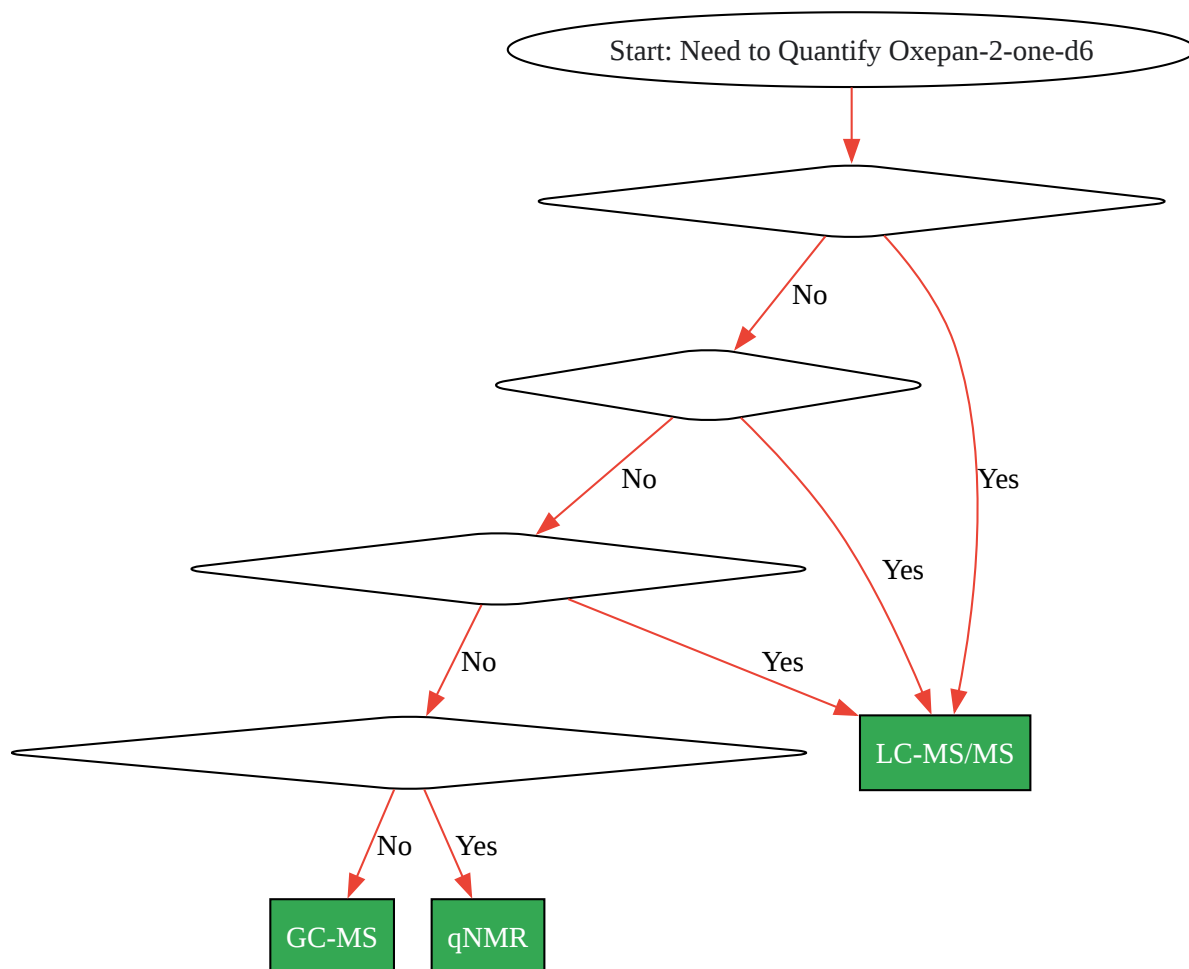 Start: Need to Quantify Oxepan-2-one-d6
No
No
Yes
Yes
No
Yes
LC-MS/MS
No
Yes
GC-MS
qNMR